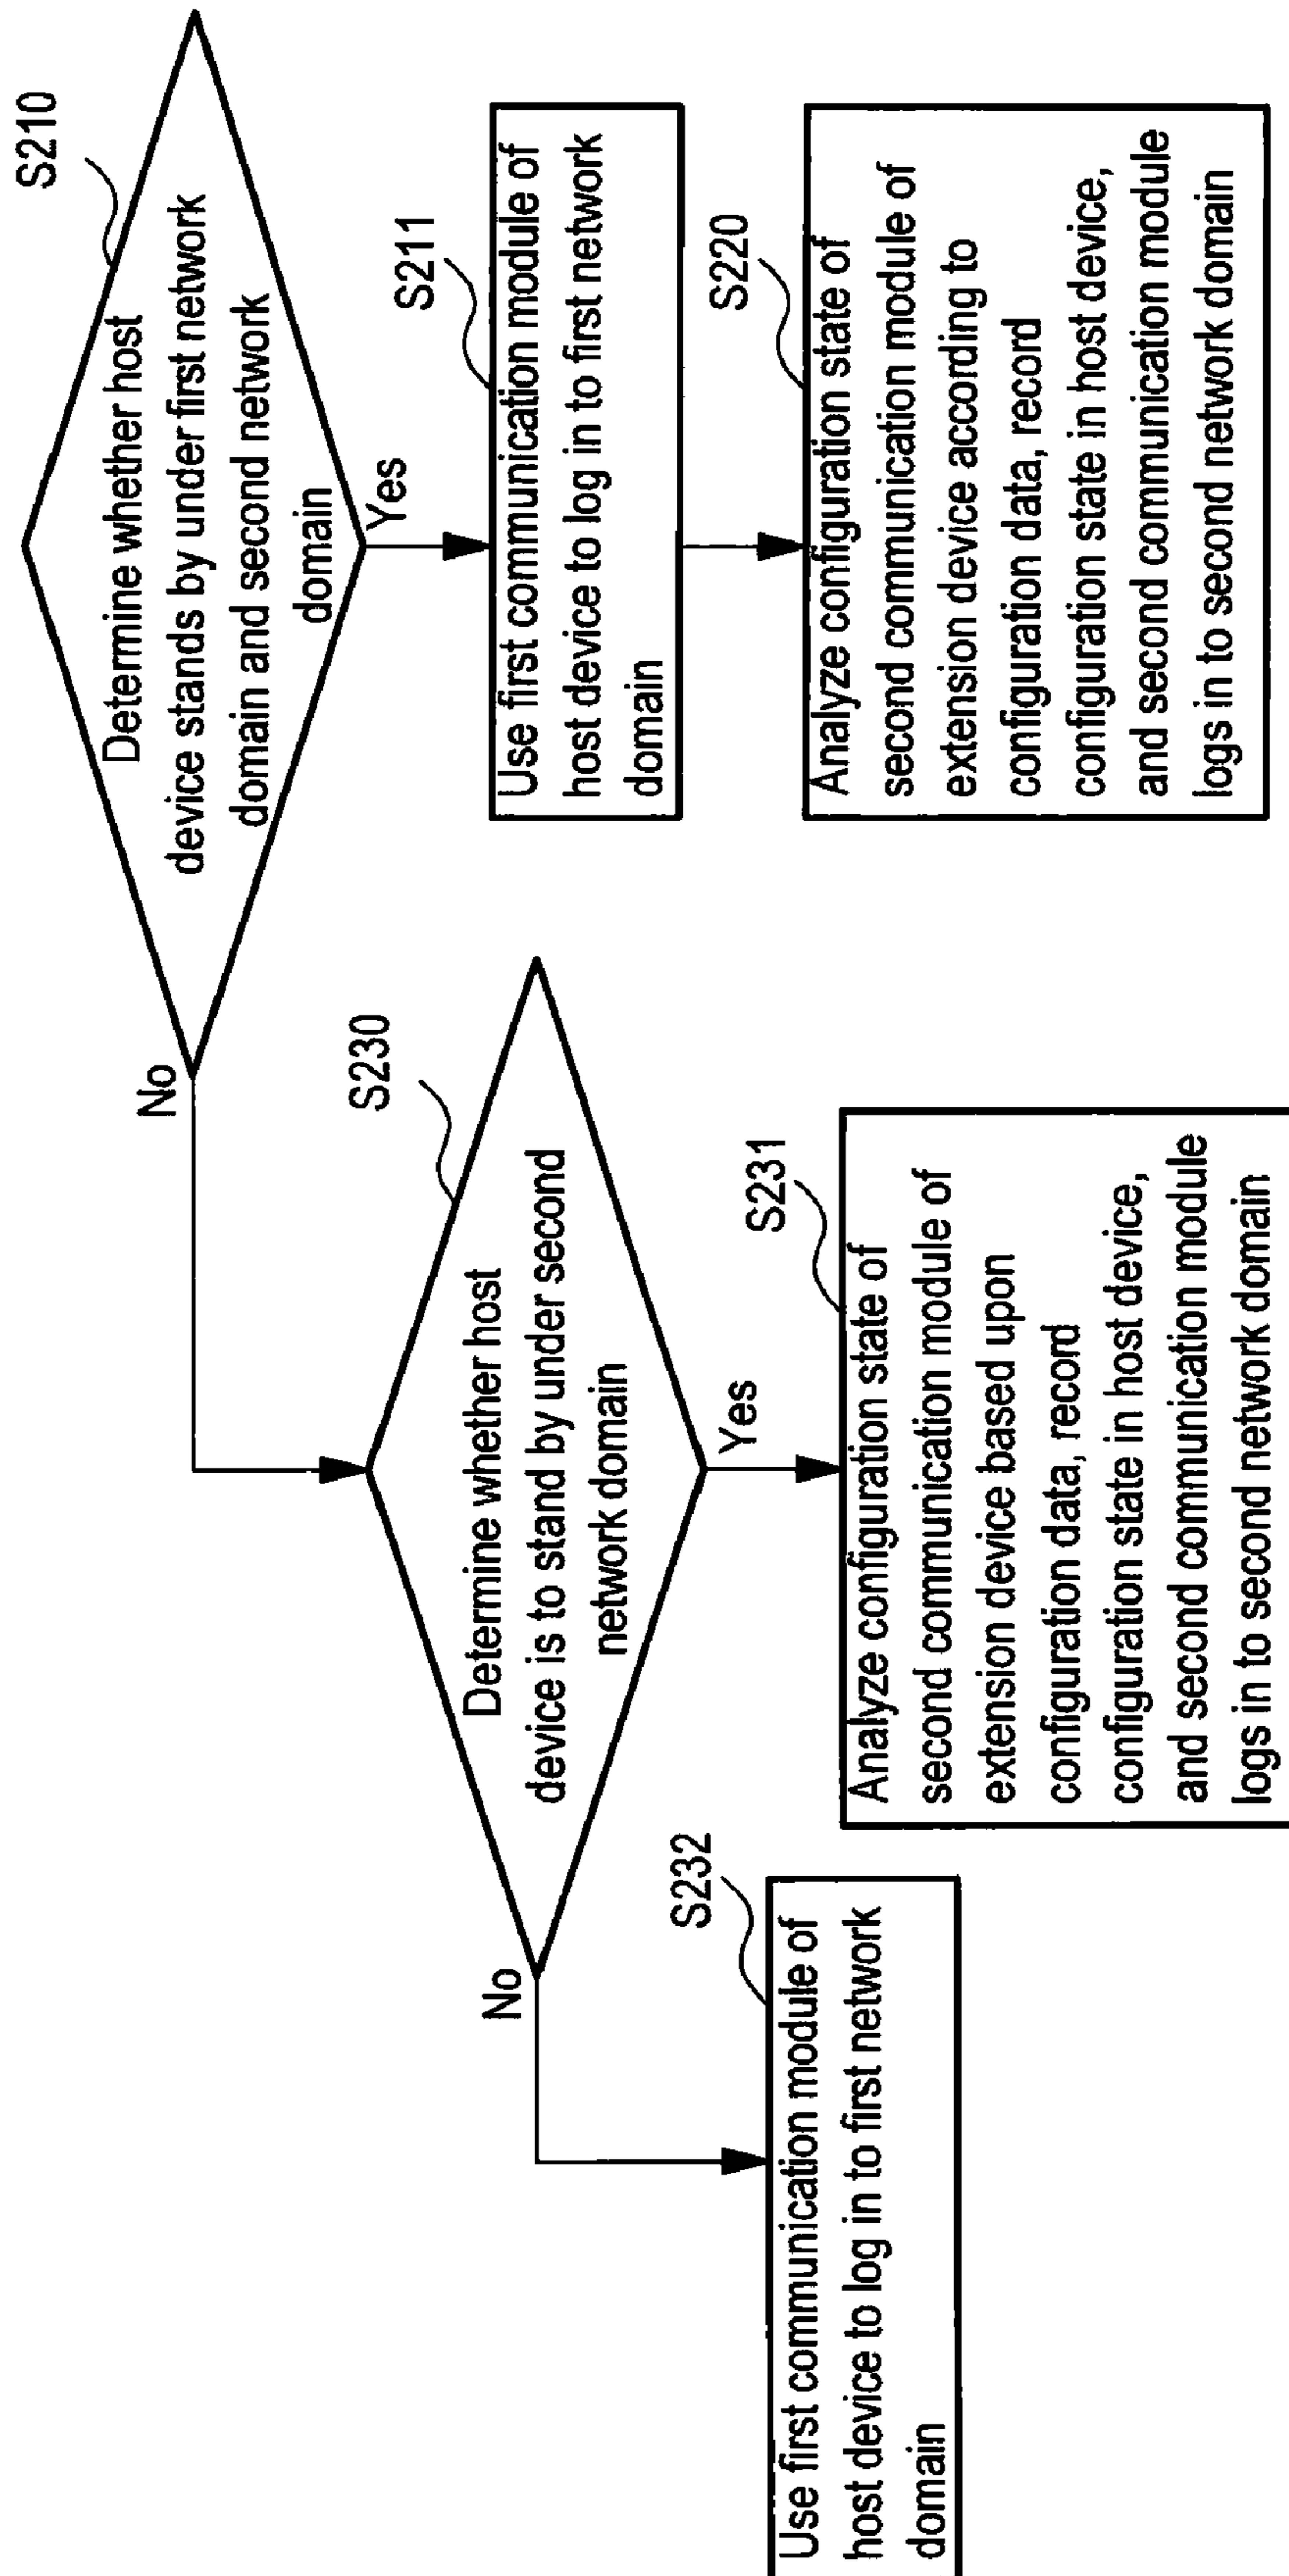 S210
Determine whether host
device stands by under first network
domain and second network
domain
Yes
No
S211
Use first communication module of
host device to log in to first network
domain
S220
Analyze configuration state of
second communication module of
extension device according to
configuration data, record
configuration state in host device,
and second communication module
logs in to second network domain
S230
Determine whether host
device is to stand by under second
network domain
Yes
No
S231
Analyze configuration state of
second communication module of
extension device based upon
configuration data, record
configuration state in host device,
and second communication module
logs in to second network domain
S232
Use first communication module of
host device to log in to first network
domain